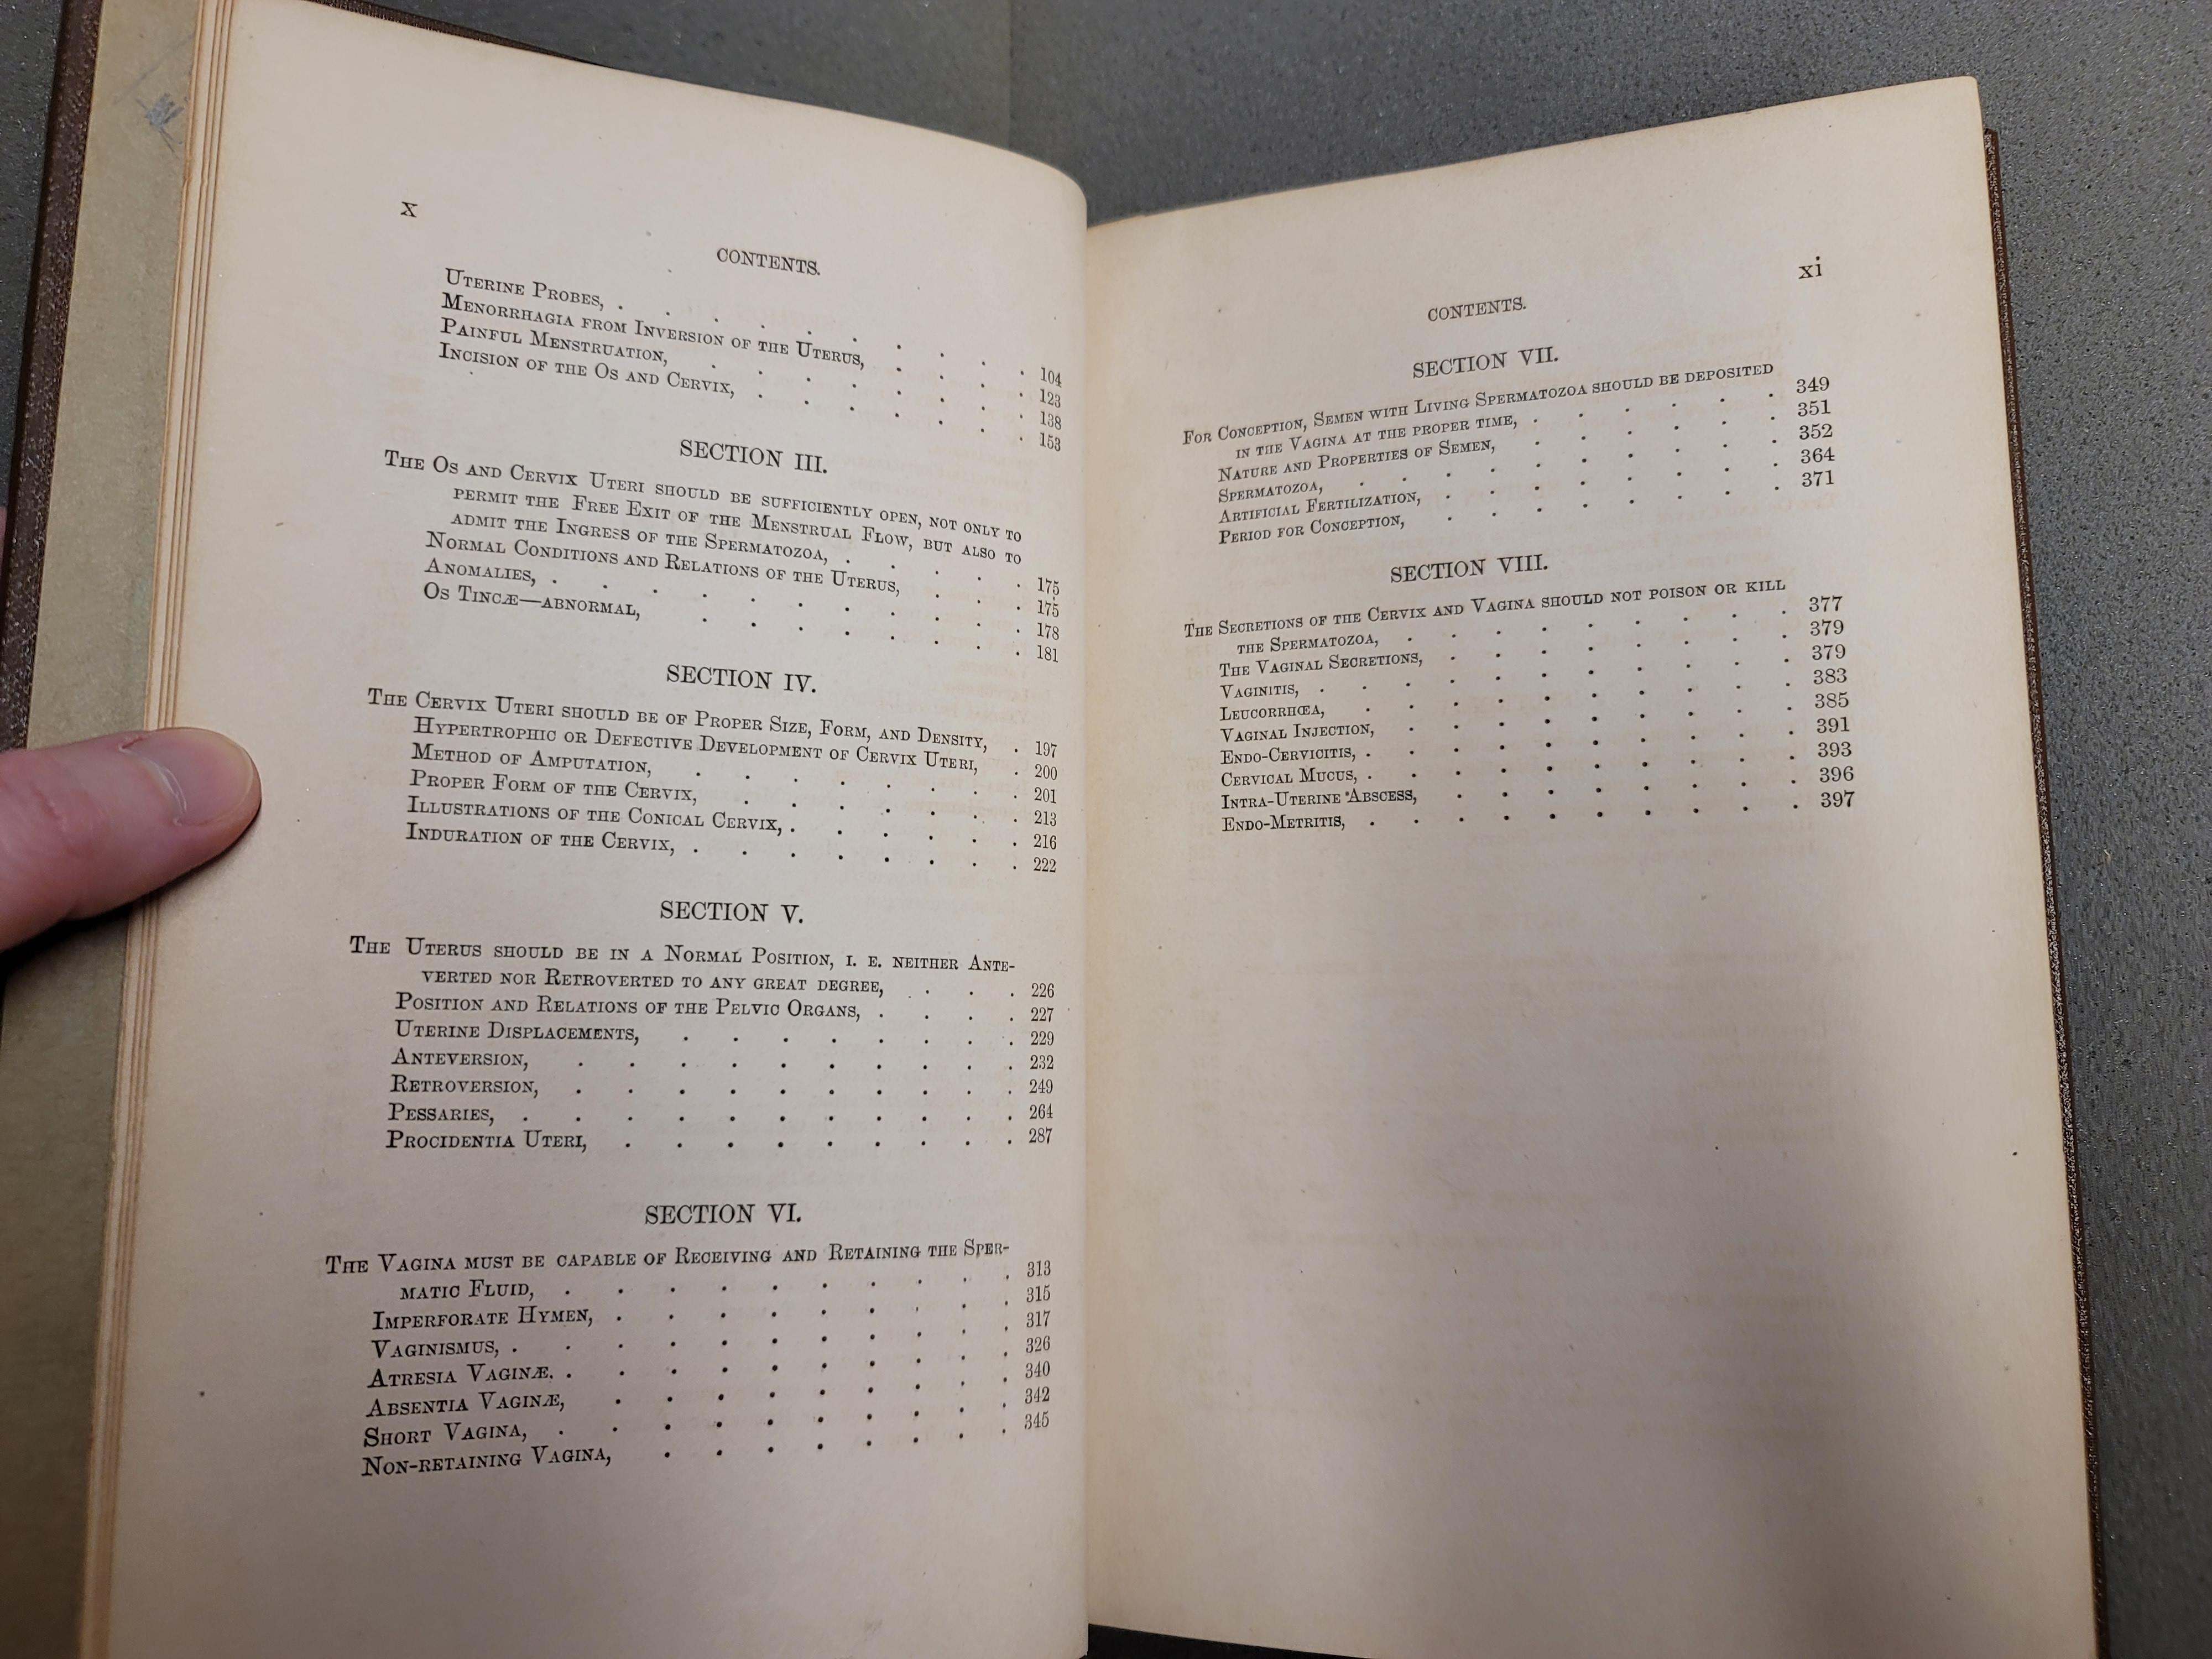 x
CONTENTS.
UTERINE PROBES, . . . . . . . . . 104
MENORRHAGIA FROM INVERSION OF THE UTERUS, . . . . 123
PAINFUL MENSTRUATION, . . . . . . . 138
INCISION OF THE OS AND CERVIX, . . . . . . 153
SECTION III.
THE OS AND CERVIX UTERI SHOULD BE SUFFICIENTLY OPEN, NOT ONLY TO
PERMIT THE FREE EXIT OF THE MENSTRUAL FLOW, BUT ALSO TO
ADMIT THE INGRESS OF THE SPERMATOZOA, . . . . . 175
NORMAL CONDITIONS AND RELATIONS OF THE UTERUS, . . . 175
ANOMALIES, . . . . . . . . . . 178
OS TINCÆ—ABNORMAL, . . . . . . . 181
SECTION IV.
THE CERVIX UTERI SHOULD BE OF PROPER SIZE, FORM, AND DENSITY, . 197
HYPERTROPHIC OR DEFECTIVE DEVELOPMENT OF CERVIX UTERI, . 200
METHOD OF AMPUTATION, . . . . . . . 201
PROPER FORM OF THE CERVIX, . . . . . . 213
ILLUSTRATIONS OF THE CONICAL CERVIX, . . . . . 216
INDURATION OF THE CERVIX, . . . . . . . 222
SECTION V.
THE UTERUS SHOULD BE IN A NORMAL POSITION, I. E. NEITHER ANTE-
VERTED NOR RETROVERTED TO ANY GREAT DEGREE, . . . 226
POSITION AND RELATIONS OF THE PELVIC ORGANS, . . . . 227
UTERINE DISPLACEMENTS, . . . . . . . . 229
ANTEVERSION, . . . . . . . . . . 232
RETROVERSION, . . . . . . . . . . 249
PESSARIES, . . . . . . . . . . . 264
PROCIDENTIA UTERI, . . . . . . . . . 287
SECTION VI.
THE VAGINA MUST BE CAPABLE OF RECEIVING AND RETAINING THE SPER-
MATIC FLUID, . . . . . . . . . . 313
IMPERFORATE HYMEN, . . . . . . . . . 315
VAGINISMUS, . . . . . . . . . . . 317
ATRESIA VAGINÆ. . . . . . . . . . . 326
ABSENTIA VAGINÆ, . . . . . . . . . 340
SHORT VAGINA, . . . . . . . . . . 342
NON-RETAINING VAGINA, . . . . . . . . 345
xi
CONTENTS.
SECTION VII.
FOR CONCEPTION, SEMEN WITH LIVING SPERMATOZOA SHOULD BE DEPOSITED
IN THE VAGINA AT THE PROPER TIME, . . . . . . 349
NATURE AND PROPERTIES OF SEMEN, . . . . . . 351
SPERMATOZOA, . . . . . . . . . . 352
ARTIFICIAL FERTILIZATION, . . . . . . . . 364
PERIOD FOR CONCEPTION, . . . . . . . . 371
SECTION VIII.
THE SECRETIONS OF THE CERVIX AND VAGINA SHOULD NOT POISON OR KILL
THE SPERMATOZOA, . . . . . . . . . 377
THE VAGINAL SECRETIONS, . . . . . . . . 379
VAGINITIS, . . . . . . . . . . . 379
LEUCORRHŒA, . . . . . . . . . . 383
VAGINAL INJECTION, . . . . . . . . . 385
ENDO-CERVICITIS, . . . . . . . . . . 391
CERVICAL MUCUS, . . . . . . . . . . 393
INTRA-UTERINE ABSCESS, . . . . . . . . 396
ENDO-METRITIS, . . . . . . . . . . 397